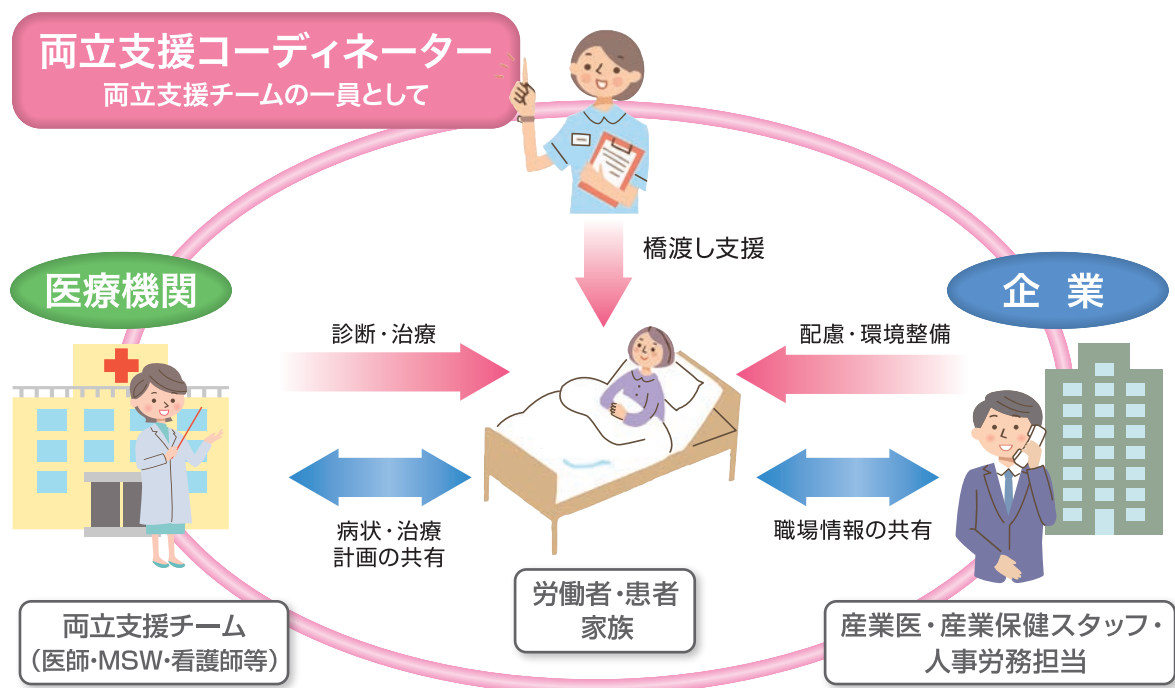 両立支援コーディネーター
両立支援チームの一員として
橋渡し支援
医療機関
企 業
診断・治療
配慮・環境整備
病状・治療
計画の共有
職場情報の共有
労働者・患者
家族
両立支援チーム
（医師・MSW・看護師等）
産業医・産業保健スタッフ・
人事労務担当